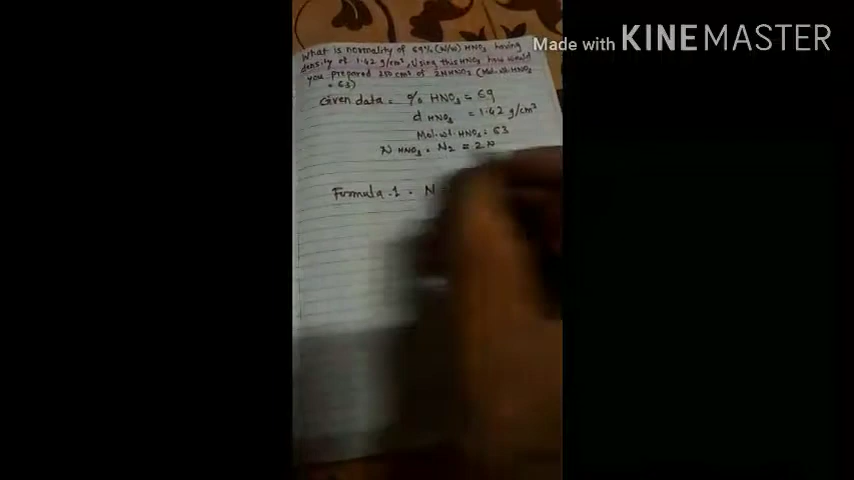 What is normality of 69% (W/W) HNO3 having
density of 1.42 g/cm3, Using this HNO3 how would
you prepared 250 cm3 of 2N HNO3 (Mol.wt.HNO3
= 63)
Given data = % HNO3 = 69
d HNO3 = 1.42 g/cm3
Mol.wt.HNO3 = 63
N HNO3 = N2 = 2N
Formula.1 = N =
Made with KINEMASTER